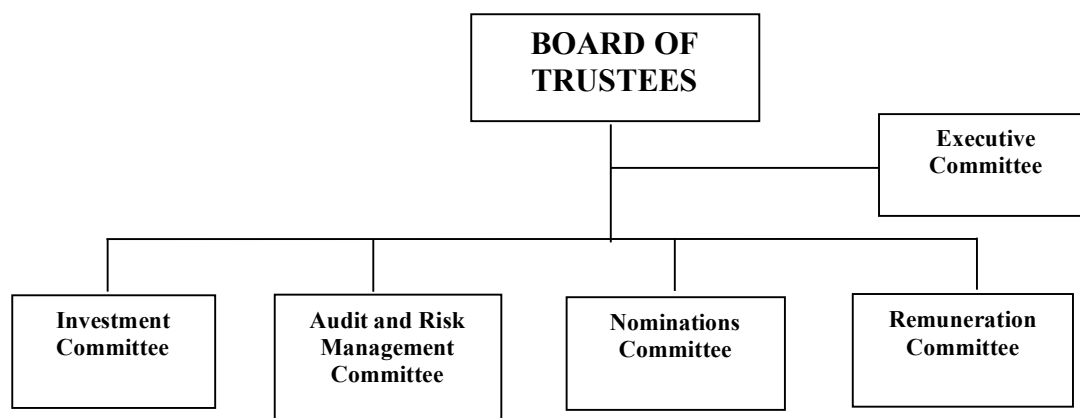 BOARD OF
TRUSTEES
Executive
Committee
Investment
Committee
Audit and Risk
Management
Committee
Nominations
Committee
Remuneration
Committee